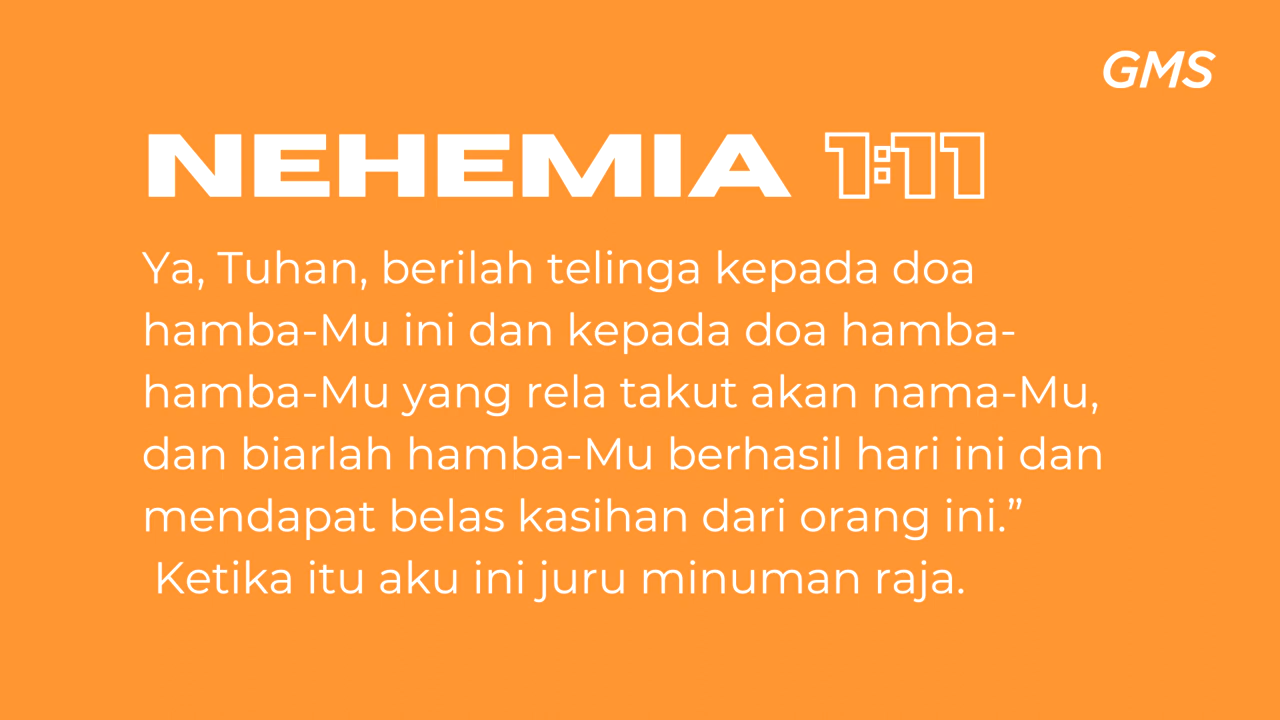 GMS
NEHEMIA 1:11
Ya, Tuhan, berilah telinga kepada doa
hamba-Mu ini dan kepada doa hamba-
hamba-Mu yang rela takut akan nama-Mu,
dan biarlah hamba-Mu berhasil hari ini dan
mendapat belas kasihan dari orang ini.”
Ketika itu aku ini juru minuman raja.